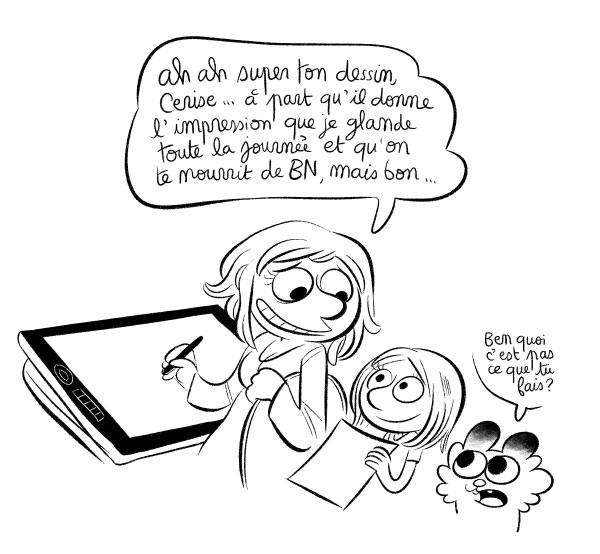 ah ah super ton dessin,
Cerise... à part qu'il donne
l'impression que je glande
toute la journée et qu'on
te nourrit de BN, mais bon...
Ben quoi
c'est pas
ce que tu
fais?